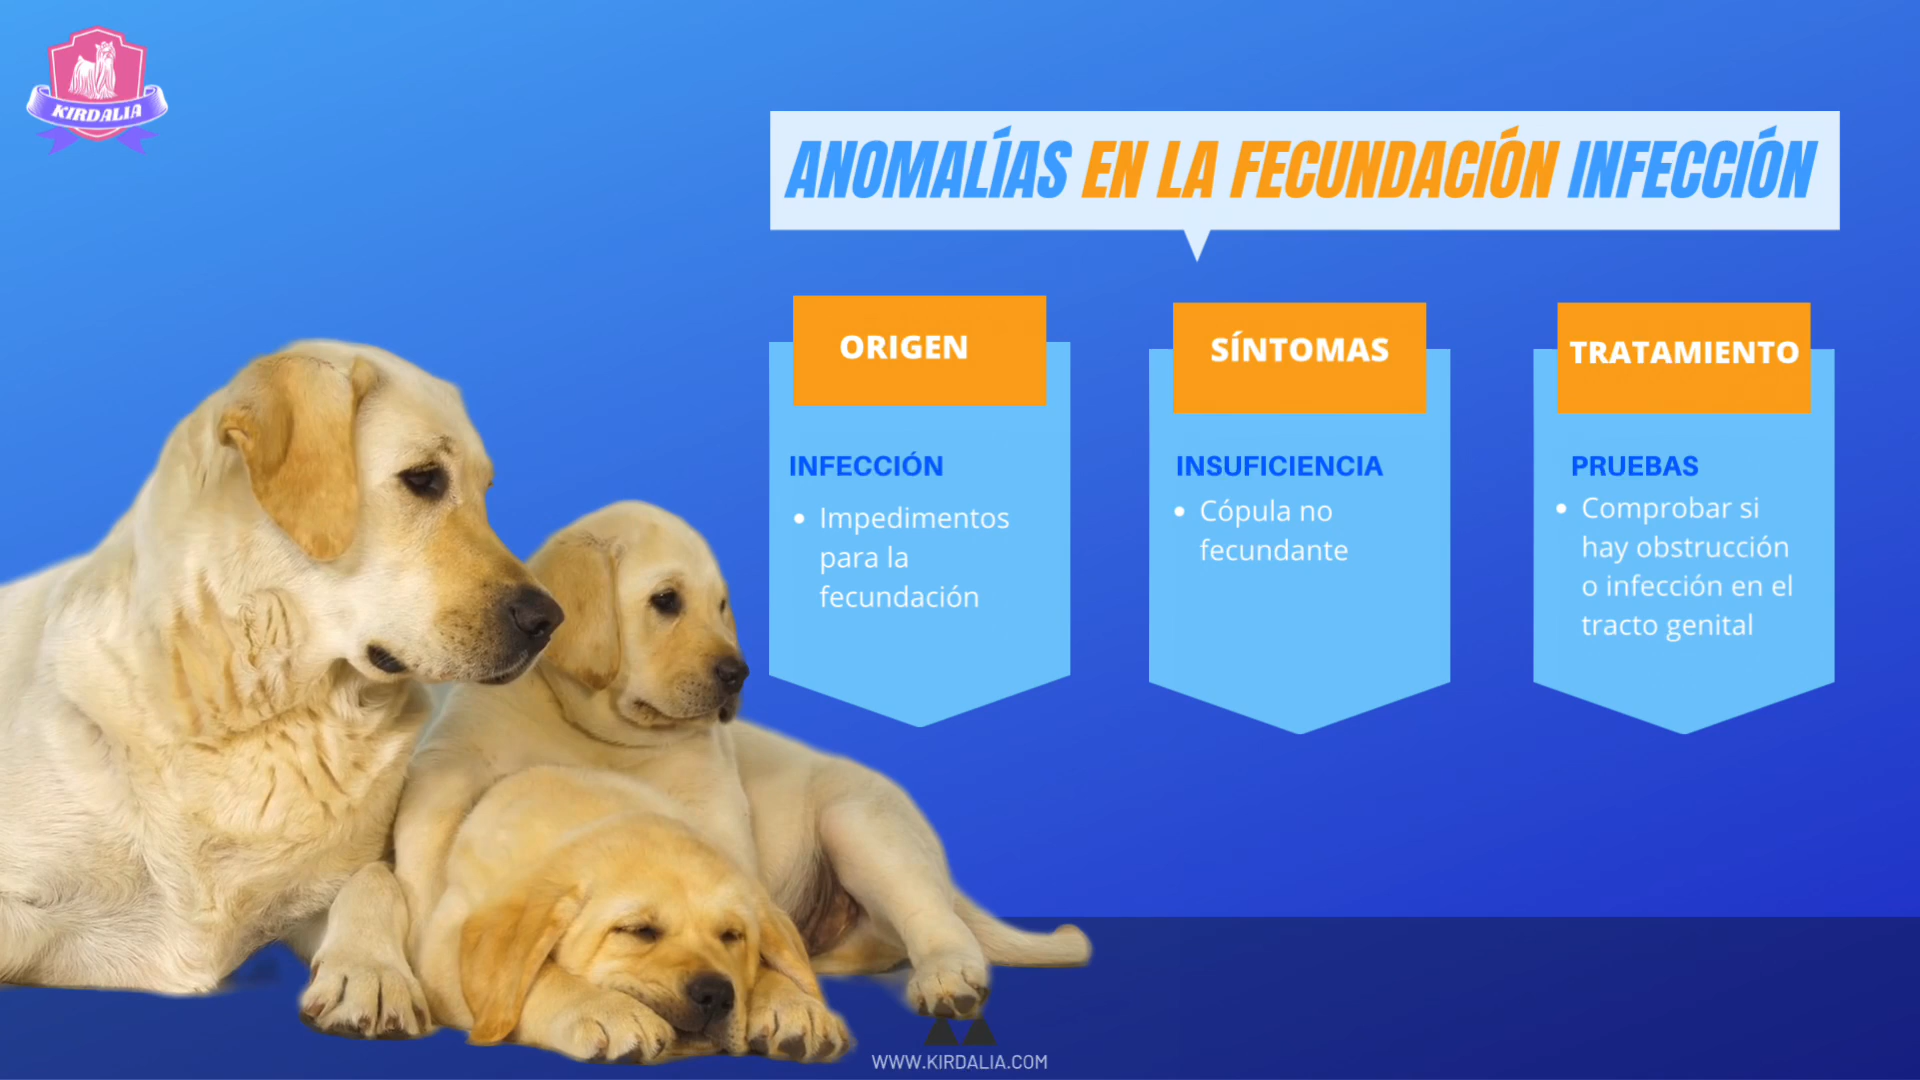 KIRDALIA
ANOMALÍAS EN LA FECUNDACIÓN INFECCIÓN
ORIGEN
INFECCIÓN
• Impedimentos
para la
fecundación
SÍNTOMAS
INSUFICIENCIA
• Cópula no
fecundante
TRATAMIENTO
PRUEBAS
• Comprobar si
hay obstrucción
o infección en el
tracto genital
WWW.KIRDALIA.COM